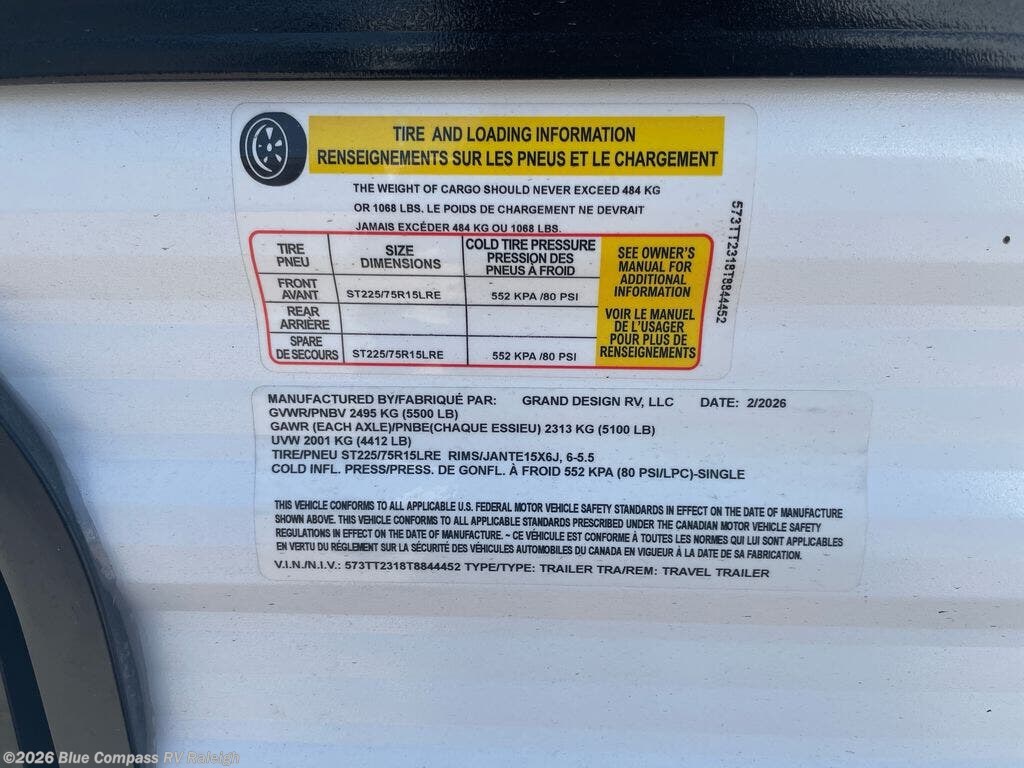 TIRE AND LOADING INFORMATION
RENSEIGNEMENTS SUR LES PNEUS ET LE CHARGEMENT
THE WEIGHT OF CARGO SHOULD NEVER EXCEED 484 KG
OR 1068 LBS. LE POIDS DE CHARGEMENT NE DEVRAIT
JAMAIS EXCÉDER 484 KG OU 1068 LBS.
TIRE
PNEU
SIZE
DIMENSIONS
COLD TIRE PRESSURE
PRESSION DES
PNEUS À FROID
FRONT
AVANT
ST225/75R15LRE
552 KPA /80 PSI
REAR
ARRIÈRE
SPARE
DE SECOURS
ST225/75R15LRE
552 KPA /80 PSI
SEE OWNER'S
MANUAL FOR
ADDITIONAL
INFORMATION
VOIR LE MANUEL
DE L'USAGER
POUR PLUS DE
RENSEIGNEMENTS
573TT2318T8844452
MANUFACTURED BY/FABRIQUÉ PAR: GRAND DESIGN RV, LLC DATE: 2/2026
GVWR/PNBV 2495 KG (5500 LB)
GAWR (EACH AXLE)/PNBE(CHAQUE ESSIEU) 2313 KG (5100 LB)
UVW 2001 KG (4412 LB)
TIRE/PNEU ST225/75R15LRE RIMS/JANTE15X6J, 6-5.5
COLD INFL. PRESS/PRESS. DE GONFL. À FROID 552 KPA (80 PSI/LPC)-SINGLE
THIS VEHICLE CONFORMS TO ALL APPLICABLE U.S. FEDERAL MOTOR VEHICLE SAFETY STANDARDS IN EFFECT ON THE DATE OF MANUFACTURE
SHOWN ABOVE. THIS VEHICLE CONFORMS TO ALL APPLICABLE STANDARDS PRESCRIBED UNDER THE CANADIAN MOTOR VEHICLE SAFETY
REGULATIONS IN EFFECT ON THE DATE OF MANUFACTURE. ~ CE VÉHICULE EST CONFORME À TOUTES LES NORMES QUI LUI SONT APPLICABLES
EN VERTU DU RÉGLEMENT SUR LA SÉCURITÉ DES VÉHICULES AUTOMOBILES DU CANADA EN VIGUEUR À LA DATE DE SA FABRICATION.
V.I.N./N.I.V.: 573TT2318T8844452 TYPE/TYPE: TRAILER TRA/REM: TRAVEL TRAILER
©2026 Blue Compass RV Raleigh